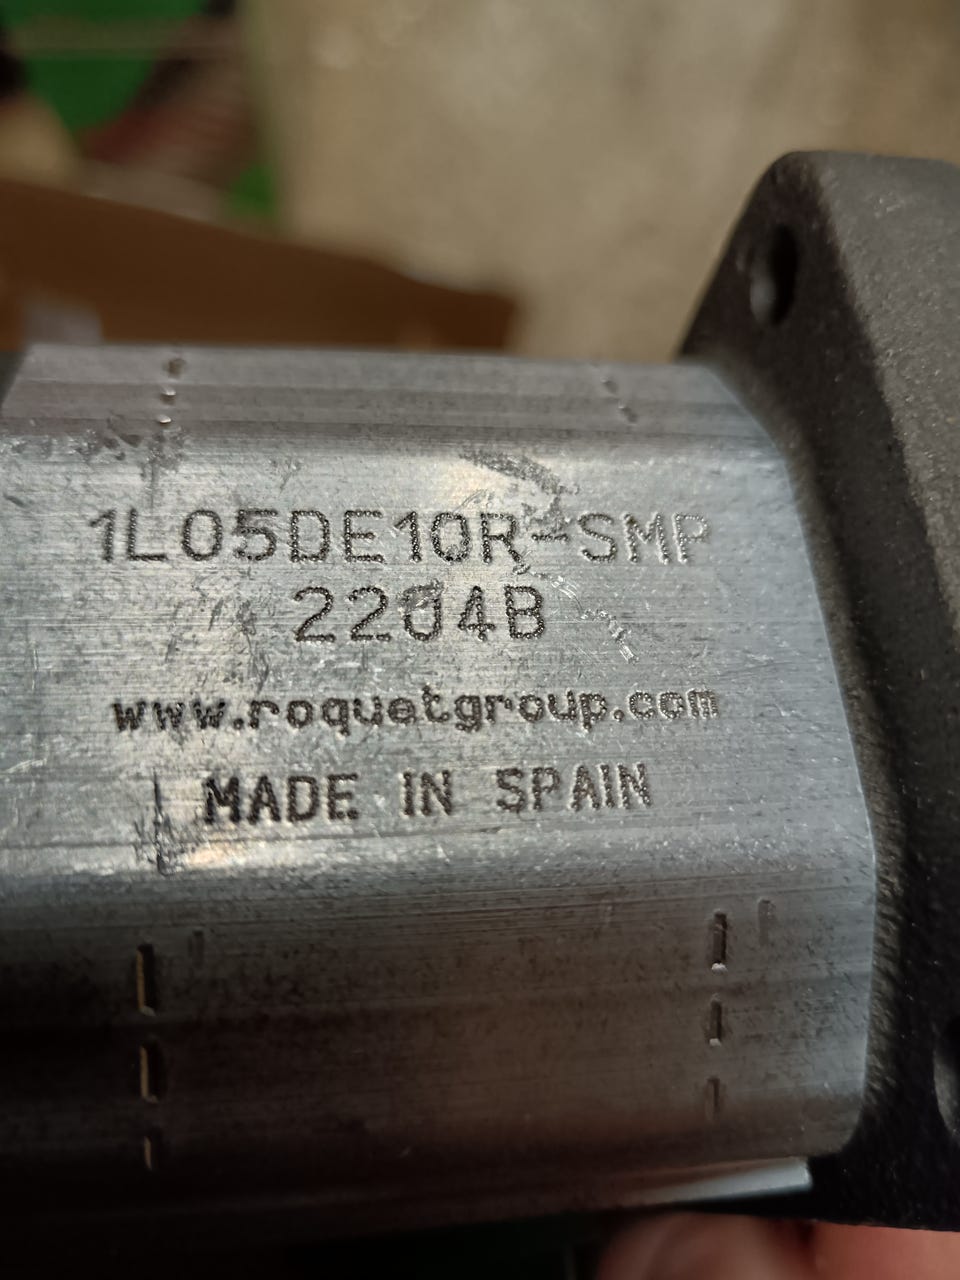 1L05DE10R-SMP
2204B
www.roquetgroup.com
MADE IN SPAIN